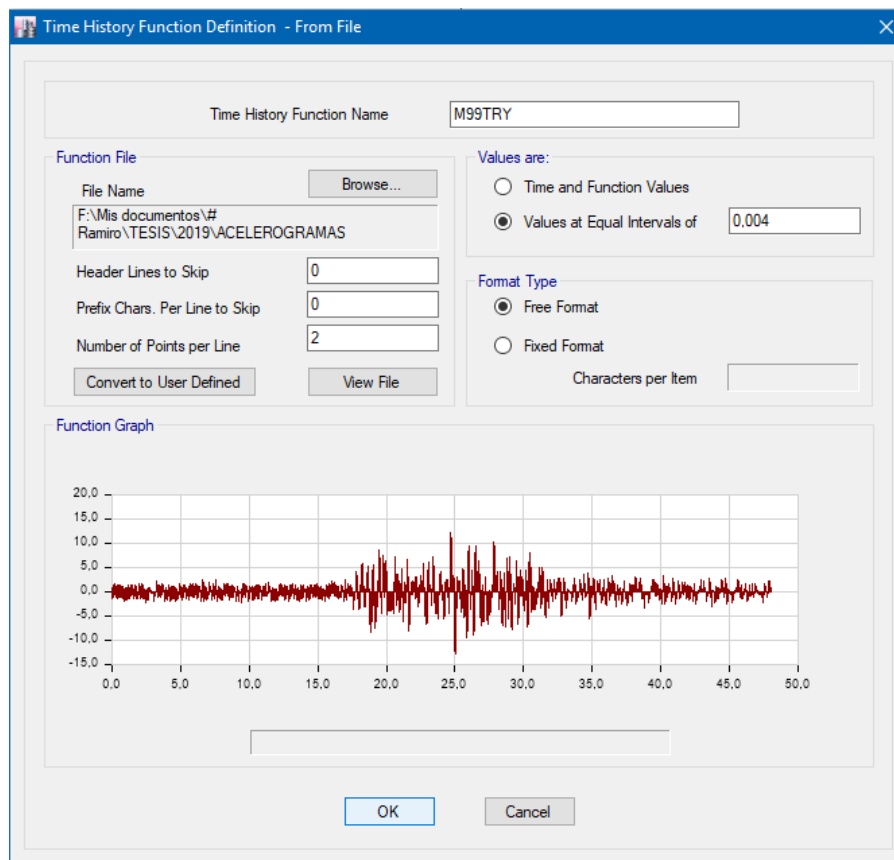 Time History Function Definition - From File
Time History Function Name M99TRY
Function File
File Name Browse...
F:\Mis documentos\#
Ramiro\TESIS\2019\ACELEROGRAMAS
Header Lines to Skip 0
Prefix Chars. Per Line to Skip 0
Number of Points per Line 2
Convert to User Defined View File
Values are:
Time and Function Values
Values at Equal Intervals of 0,004
Format Type
Free Format
Fixed Format
Characters per Item
Function Graph
20,0
15,0
10,0
5,0
0,0
-5,0
-10,0
-15,0
0,0 5,0 10,0 15,0 20,0 25,0 30,0 35,0 40,0 45,0 50,0
OK Cancel